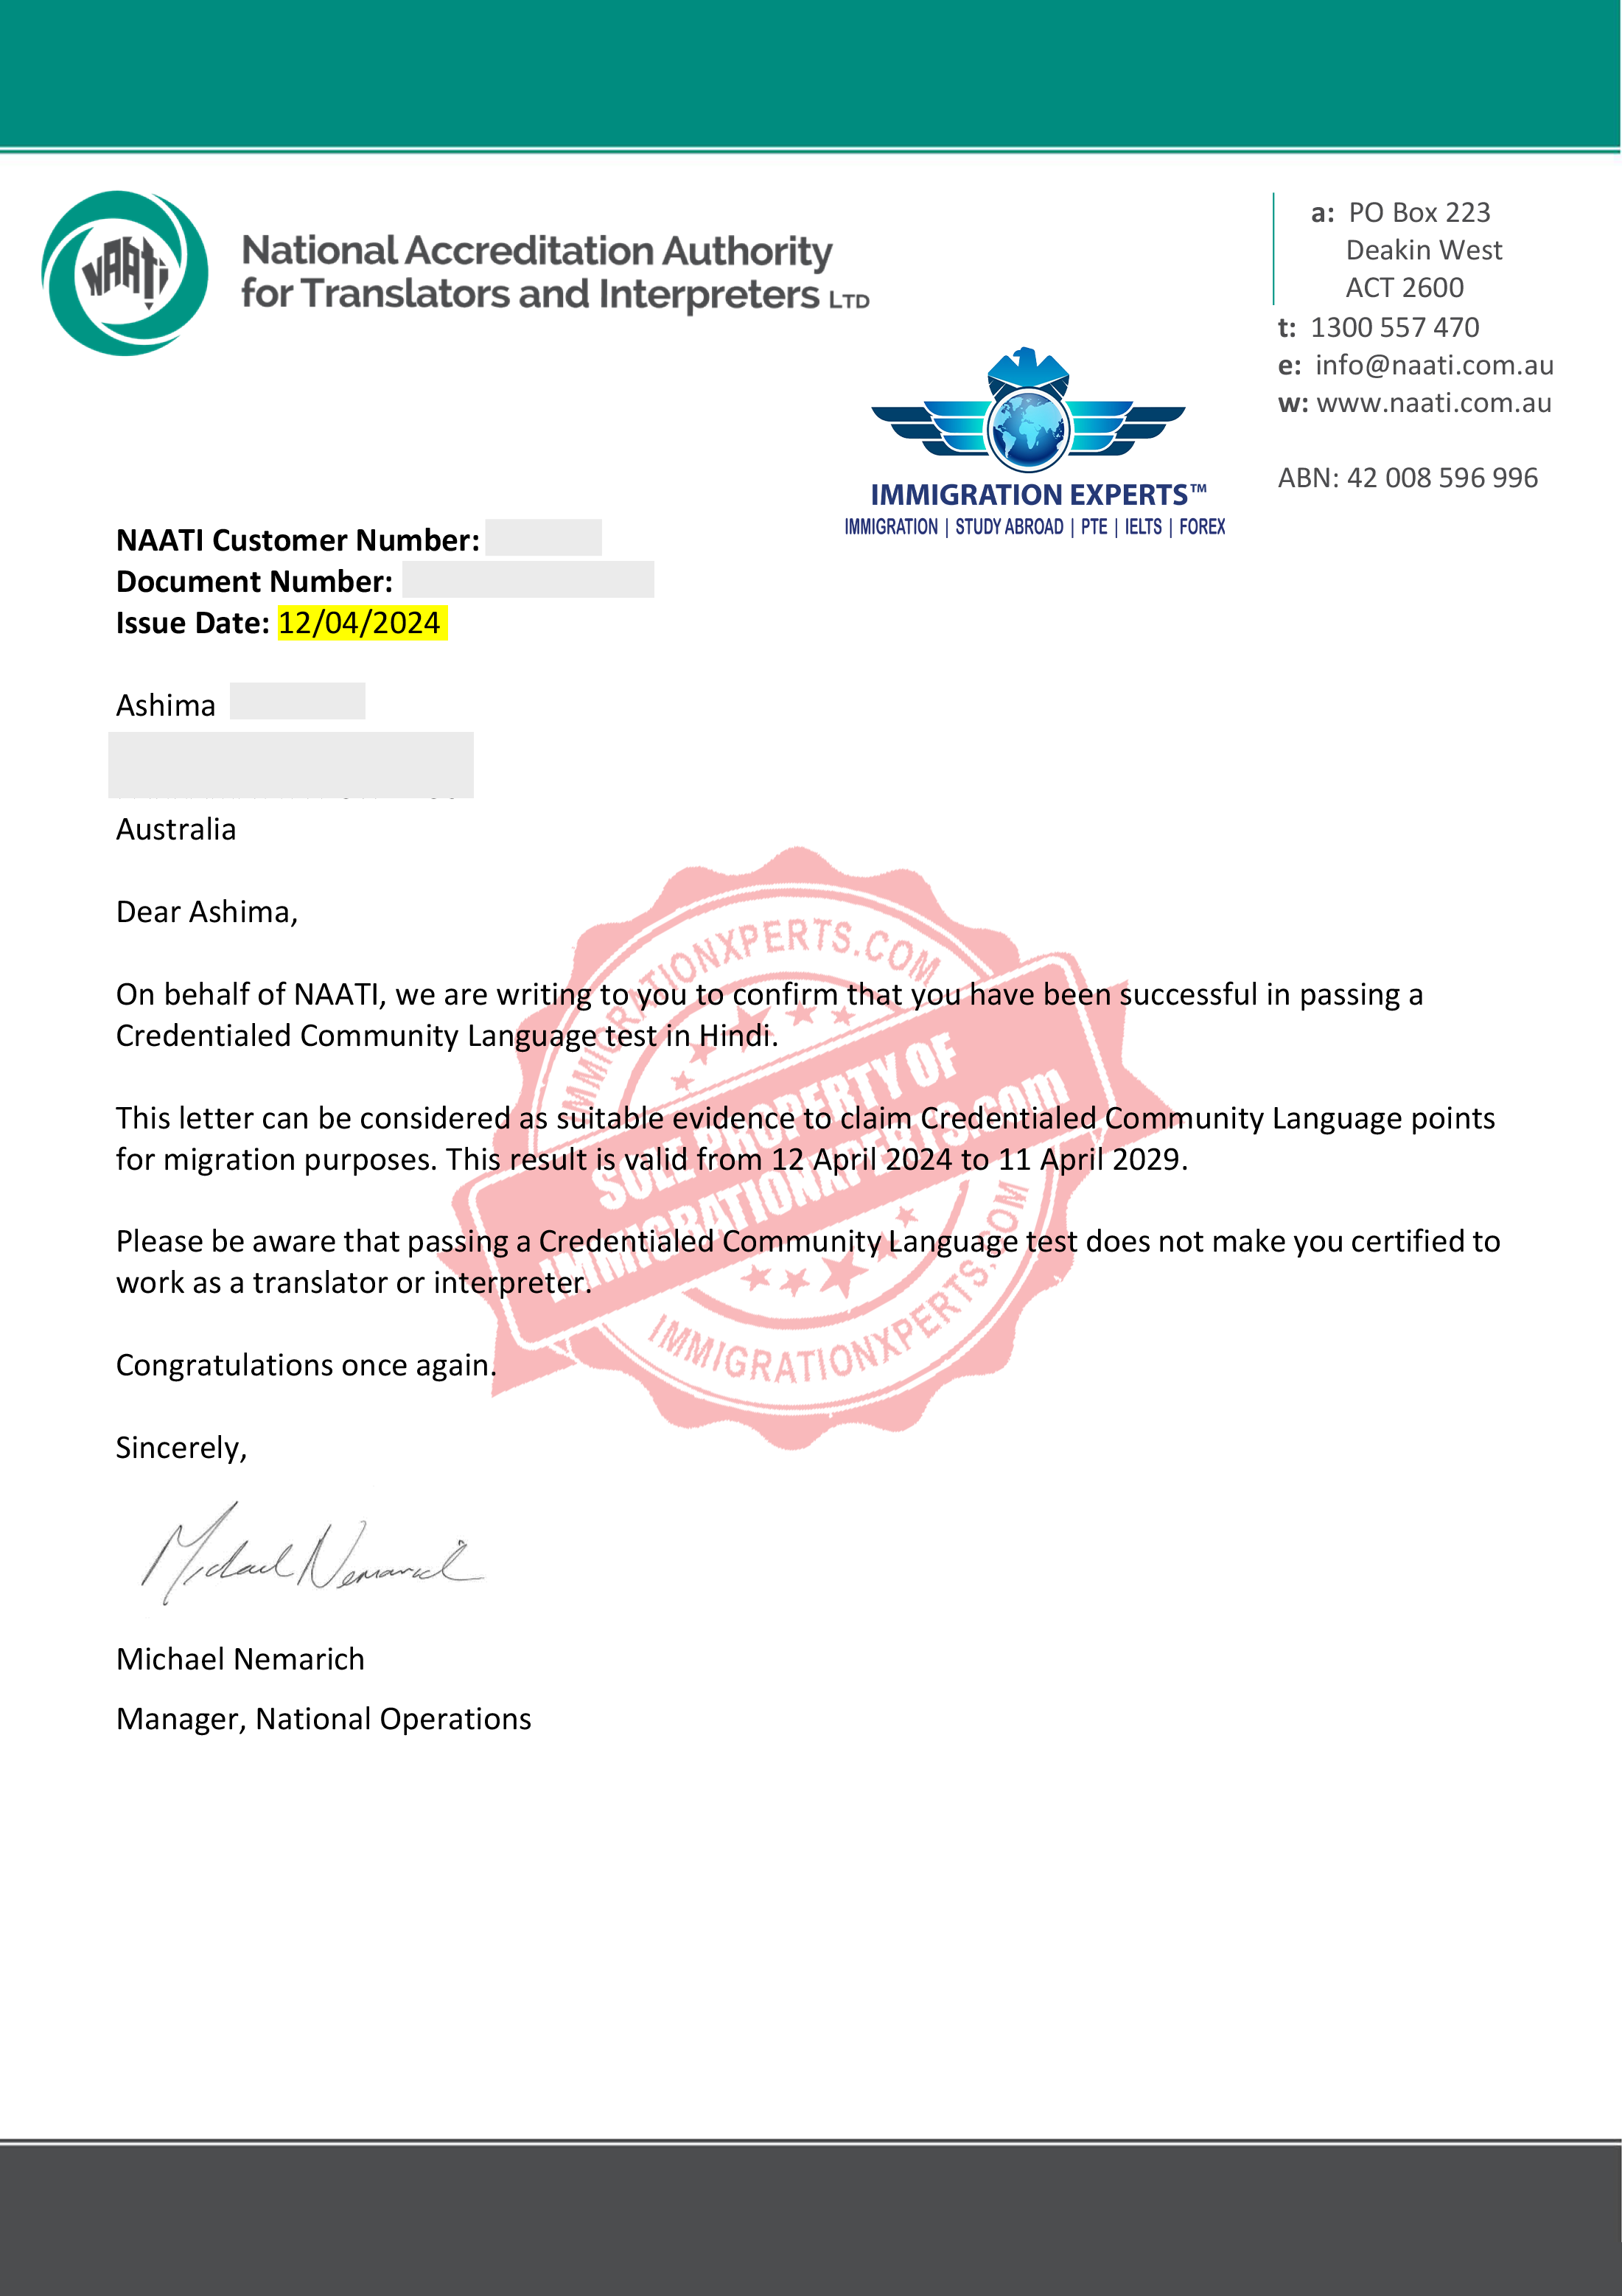 NAATI
National Accreditation Authority
for Translators and Interpreters LTD
a: PO Box 223
Deakin West
ACT 2600
t: 1300 557 470
e: info@naati.com.au
w: www.naati.com.au
ABN: 42 008 596 996
IMMIGRATION EXPERTS™
IMMIGRATION | STUDY ABROAD | PTE | IELTS | FOREX
NAATI Customer Number:
Document Number:
Issue Date: 12/04/2024
Ashima
Australia
Dear Ashima,
On behalf of NAATI, we are writing to you to confirm that you have been successful in passing a
Credentialed Community Language test in Hindi.
This letter can be considered as suitable evidence to claim Credentialed Community Language points
for migration purposes. This result is valid from 12 April 2024 to 11 April 2029.
Please be aware that passing a Credentialed Community Language test does not make you certified to
work as a translator or interpreter.
Congratulations once again.
Sincerely,
Michael Nemarich
Michael Nemarich
Manager, National Operations
IMMIGRATIONXPERTS.COM
SOLE PROPERTY OF
IMMIGRATIONXPERTS.com
IMMIGRATIONXPERTS.COM